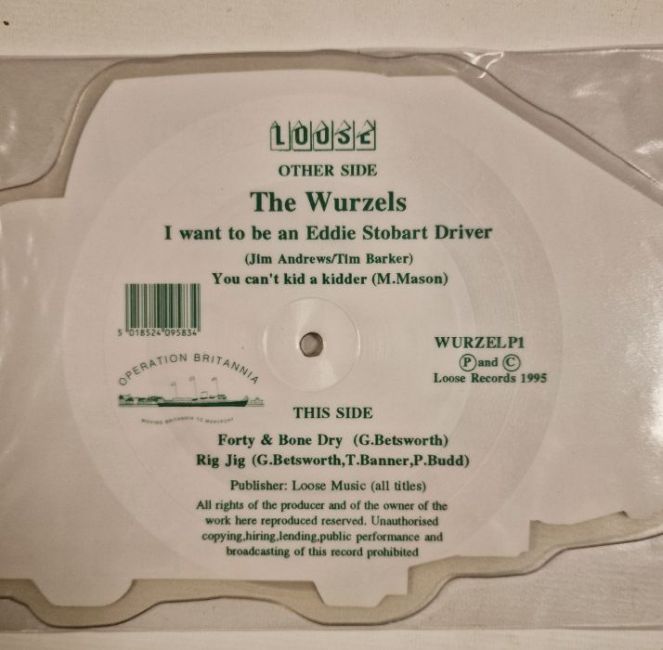 LOOSE
OTHER SIDE
The Wurzels
I want to be an Eddie Stobart Driver
(Jim Andrews/Tim Barker)
You can't kid a kidder (M.Mason)
5 018524 095834
OPERATION BRITANNIA
MOVING BRITANNIA TO
WURZELP1
Ⓟ and Ⓒ
Loose Records 1995
THIS SIDE
Forty & Bone Dry (G.Betsworth)
Rig Jig (G.Betsworth,T.Banner,P.Budd)
Publisher: Loose Music (all titles)
All rights of the producer and of the owner of the
work here reproduced reserved. Unauthorised
copying,hiring,lending,public performance and
broadcasting of this record prohibited